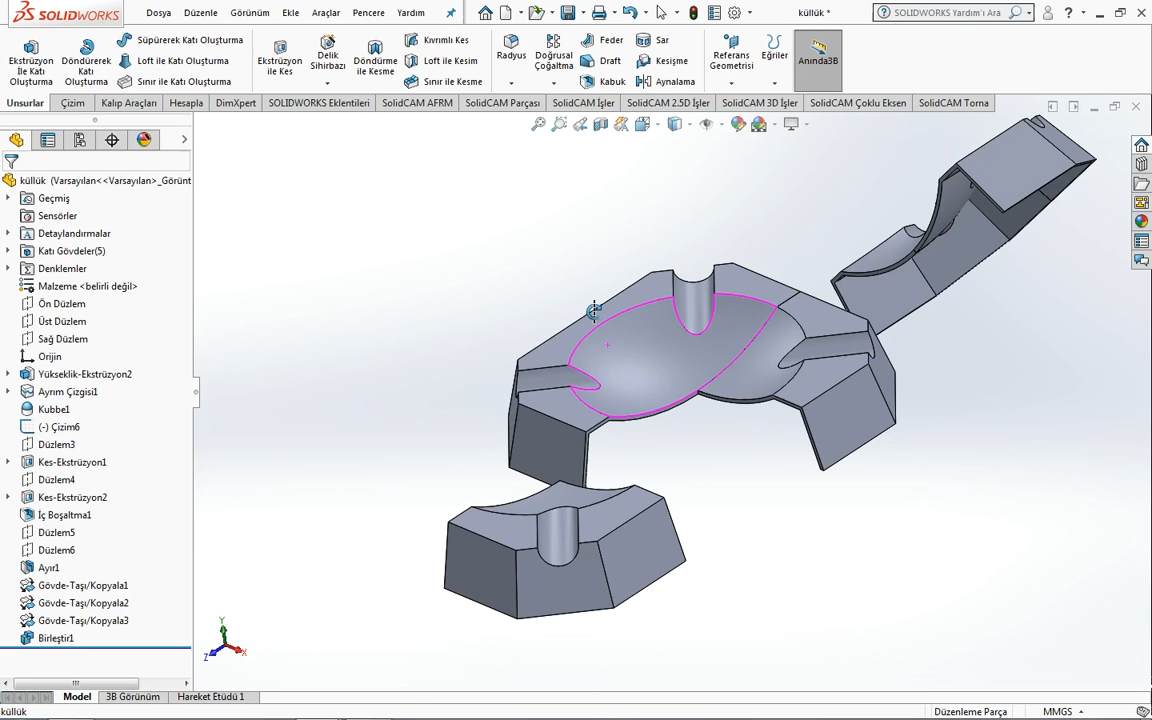 SOLIDWORKS
Dosya Düzenle Görünüm Ekle Araçlar Pencere Yardım
küllük *
SOLIDWORKS Yardım'ı Ara
Ekstrüzyon İle Katı Oluşturma
Döndürerek Katı Oluşturma
Süpürerek Katı Oluşturma
Loft ile Katı Oluşturma
Sınır ile Katı Oluşturma
Ekstrüzyon ile Kes
Delik Sihirbazı
Döndürme ile Kesme
Kıvrımlı Kes
Loft ile Kesim
Sınır ile Kesme
Radyus
Doğrusal Çoğaltma
Feder
Draft
Kabuk
Sar
Kesişme
Aynalama
Referans Geometrisi
Eğriler
Anında3B
Unsurlar Çizim Kalıp Araçları Hesapla DimXpert SOLIDWORKS Eklentileri SolidCAM AFRM SolidCAM Parçası SolidCAM İşler SolidCAM 2.5D İşler SolidCAM 3D İşler SolidCAM Çoklu Eksen SolidCAM Torna
küllük (Varsayılan<<Varsayılan>_Görünt
Geçmiş
Sensörler
Detaylandırmalar
Katı Gövdeler(5)
Denklemler
Malzeme <belirli değil>
Ön Düzlem
Üst Düzlem
Sağ Düzlem
Orijin
Yükseklik-Ekstrüzyon2
Ayrım Çizgisi1
Kubbe1
(-) Çizim6
Düzlem3
Kes-Ekstrüzyon1
Düzlem4
Kes-Ekstrüzyon2
İç Boşaltma1
Düzlem5
Düzlem6
Ayır1
Gövde-Taşı/Kopyala1
Gövde-Taşı/Kopyala2
Gövde-Taşı/Kopyala3
Birleştir1
Y
Z X
Model 3B Görünüm Hareket Etüdü 1
küllük Düzenleme Parça MMGS